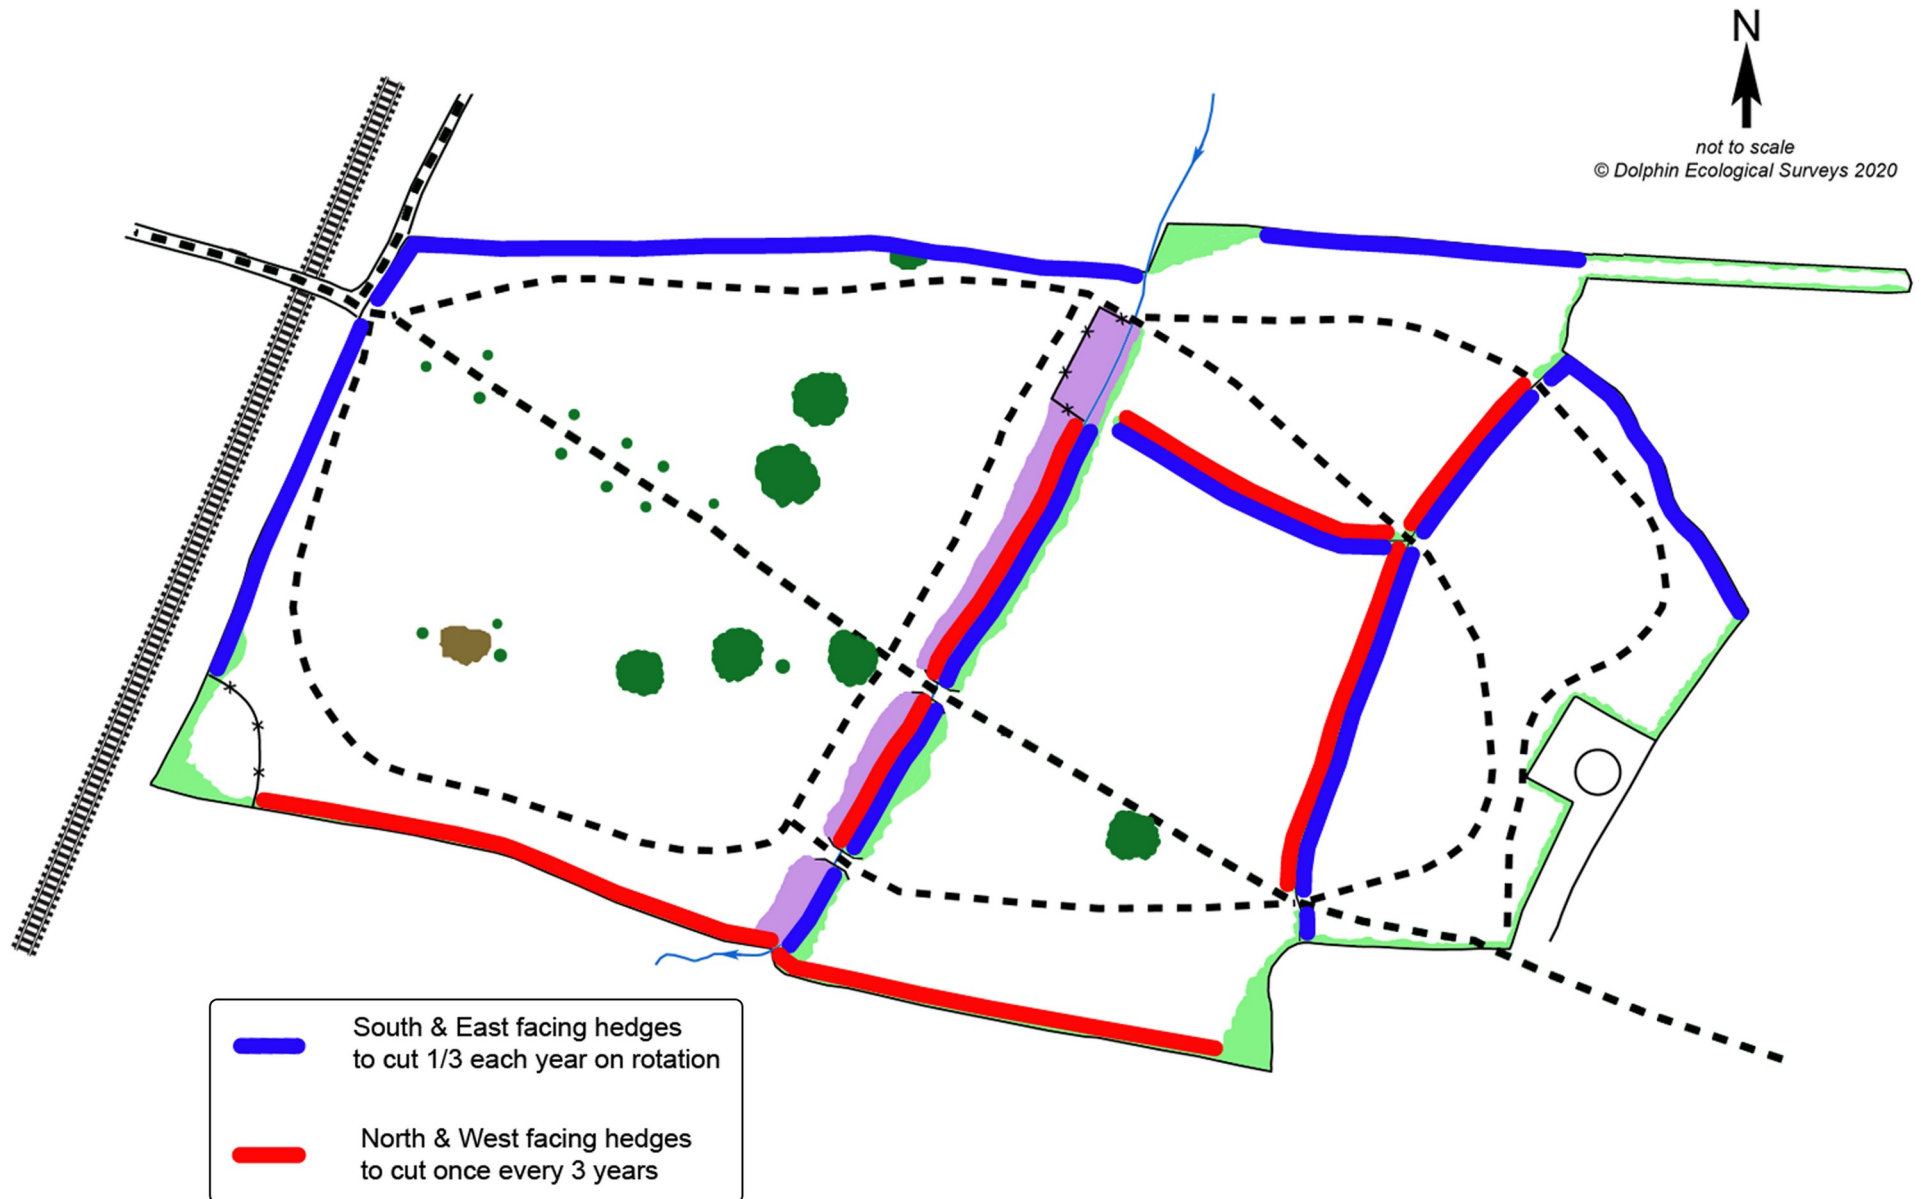 N
not to scale
© Dolphin Ecological Surveys 2020
South & East facing hedges
to cut 1/3 each year on rotation
North & West facing hedges
to cut once every 3 years